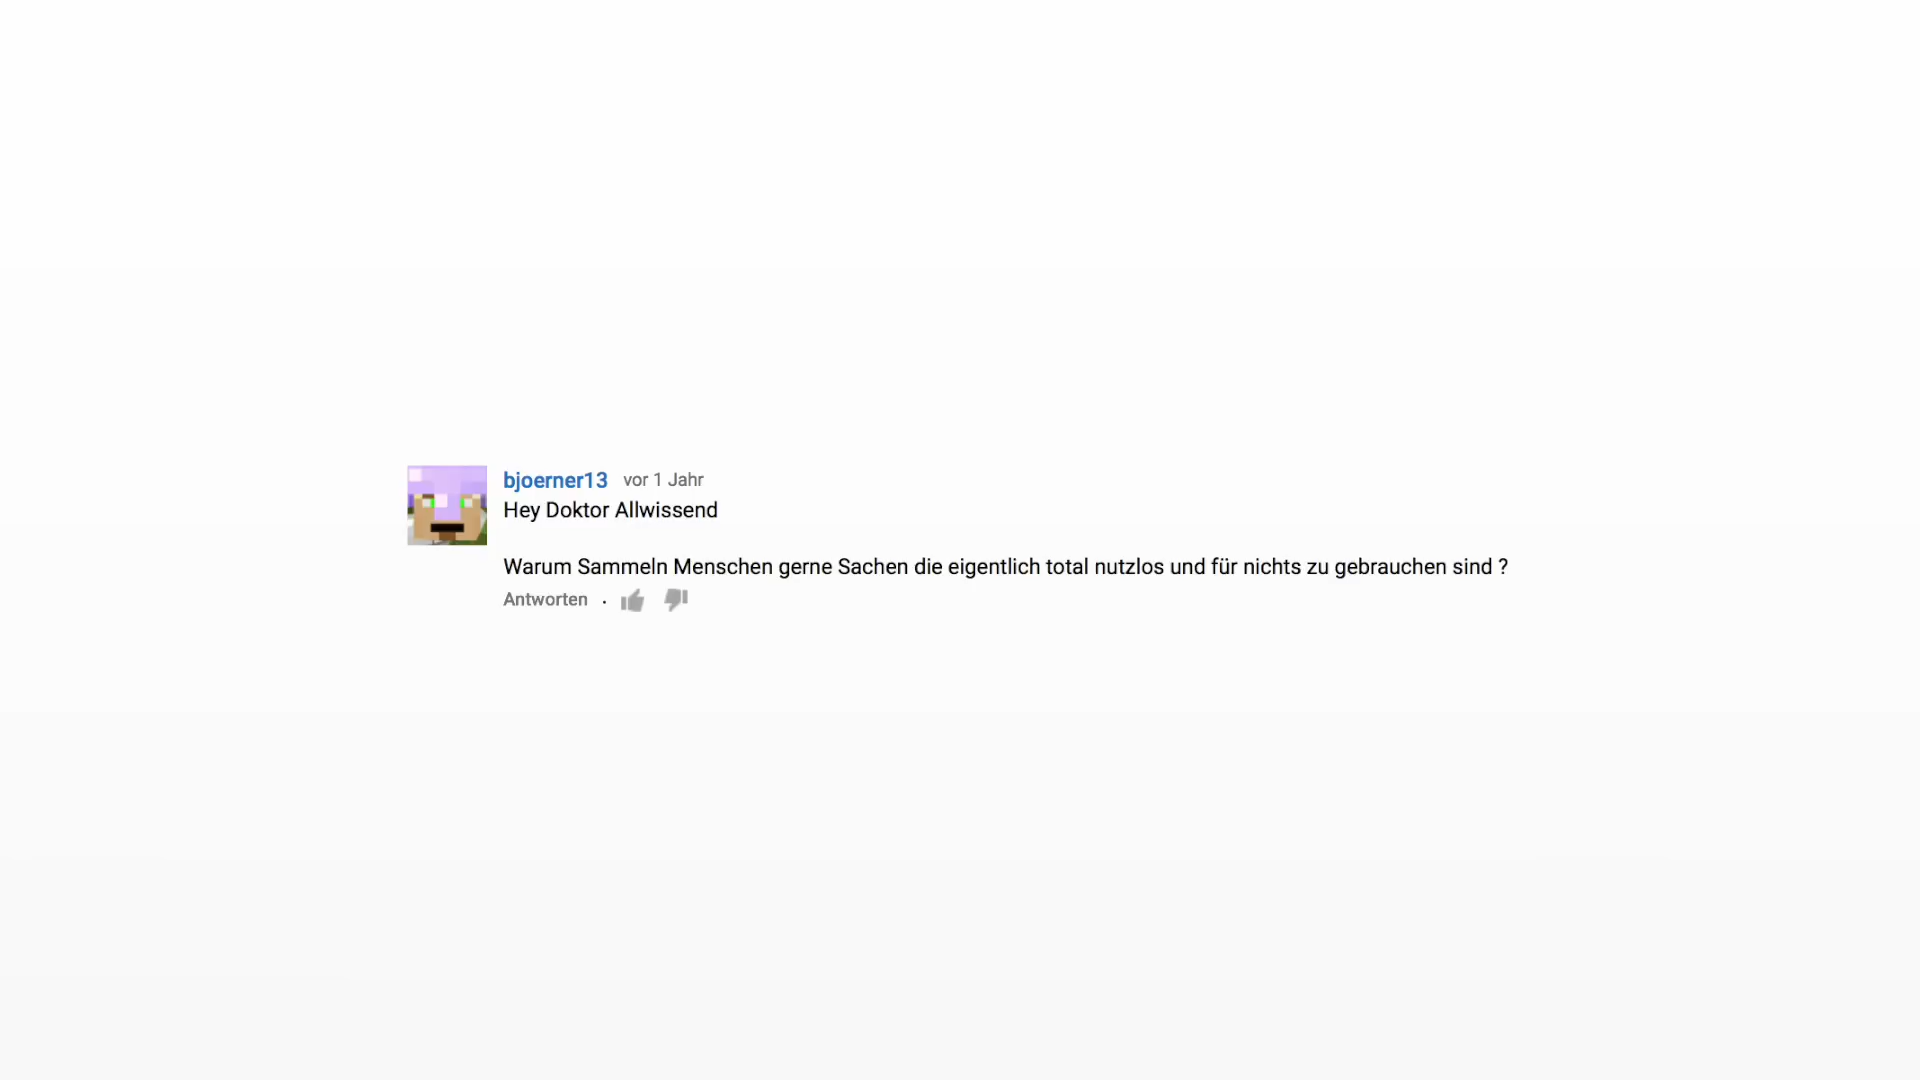 bjoerner13 vor 1 Jahr
Hey Doktor Allwissend
Warum Sammeln Menschen gerne Sachen die eigentlich total nutzlos und für nichts zu gebrauchen sind ?
Antworten .